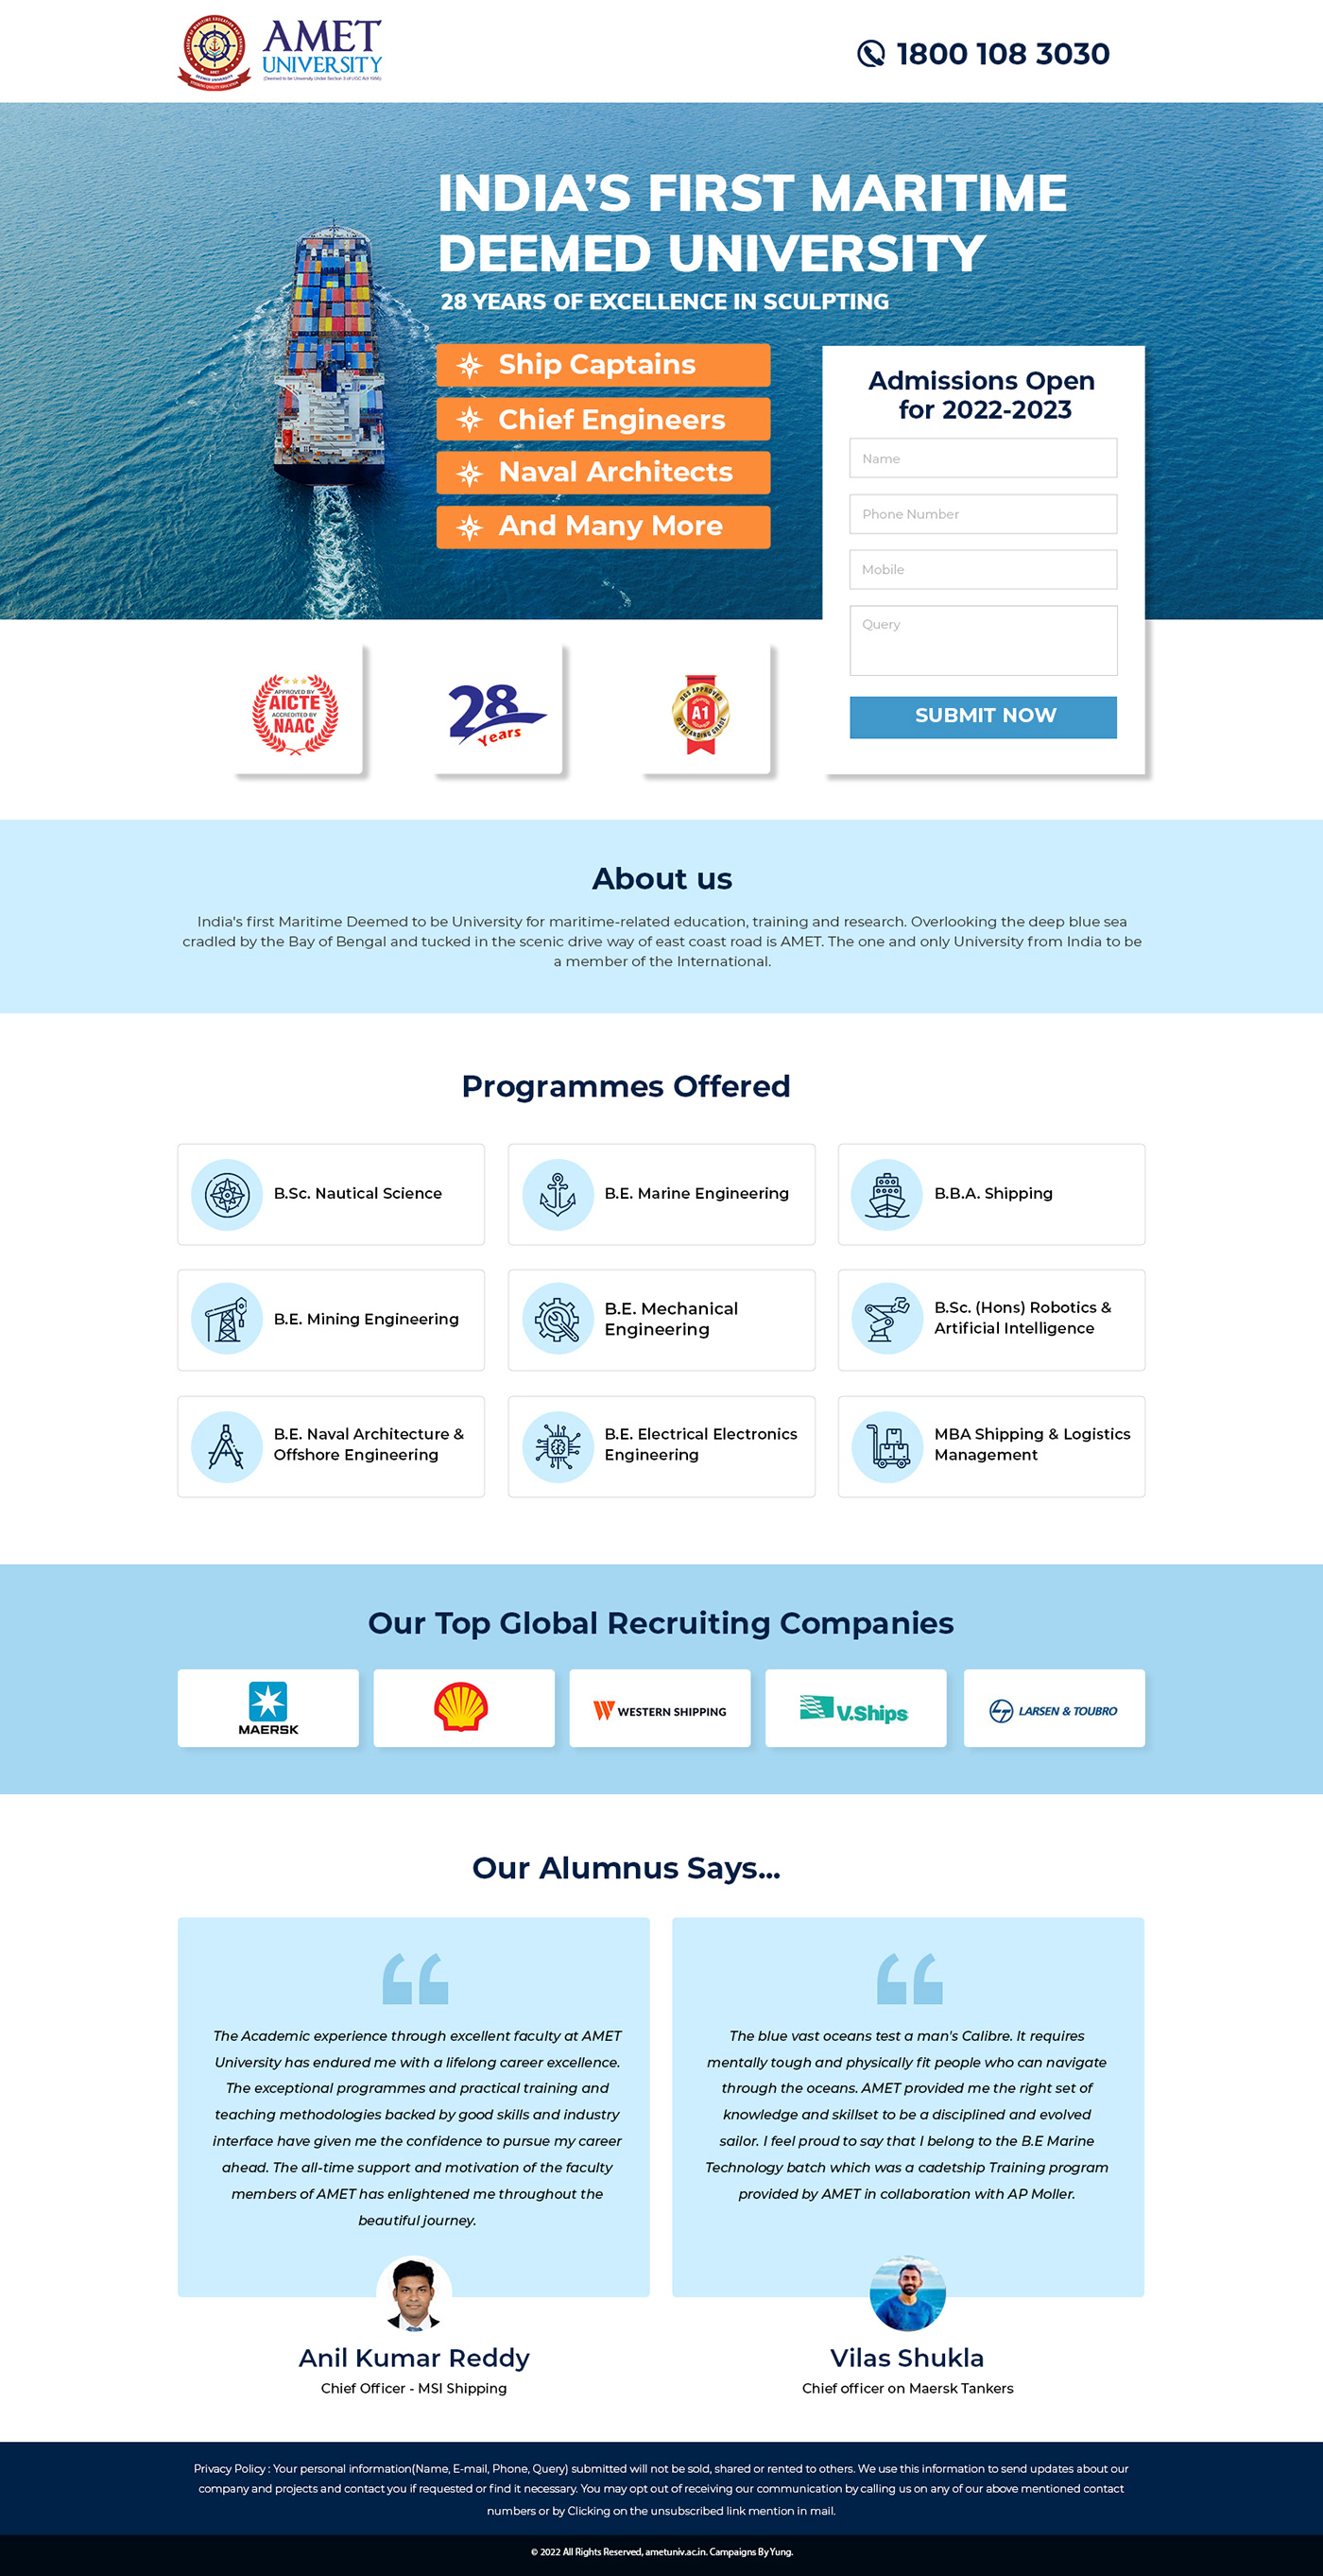 AMET
UNIVERSITY
(Deemed to be University Under Section 3 of UGC Act 1956)
1800 108 3030
INDIA'S FIRST MARITIME
DEEMED UNIVERSITY
28 YEARS OF EXCELLENCE IN SCULPTING
Ship Captains
Chief Engineers
Naval Architects
And Many More
Admissions Open
for 2022-2023
Name
Phone Number
Mobile
Query
SUBMIT NOW
APPROVED BY
AICTE
ACCREDITED BY
NAAC
28
Years
DGS APPROVED
A1
OUTSTANDING GRADE
About us
India's first Maritime Deemed to be University for maritime-related education, training and research. Overlooking the deep blue sea
cradled by the Bay of Bengal and tucked in the scenic drive way of east coast road is AMET. The one and only University from India to be
a member of the International.
Programmes Offered
B.Sc. Nautical Science
B.E. Marine Engineering
B.B.A. Shipping
B.E. Mining Engineering
B.E. Mechanical
Engineering
B.Sc. (Hons) Robotics &
Artificial Intelligence
B.E. Naval Architecture &
Offshore Engineering
B.E. Electrical Electronics
Engineering
MBA Shipping & Logistics
Management
Our Top Global Recruiting Companies
MAERSK
WESTERN SHIPPING
V.Ships
LARSEN & TOUBRO
Our Alumnus Says...
The Academic experience through excellent faculty at AMET
University has endured me with a lifelong career excellence.
The exceptional programmes and practical training and
teaching methodologies backed by good skills and industry
interface have given me the confidence to pursue my career
ahead. The all-time support and motivation of the faculty
members of AMET has enlightened me throughout the
beautiful journey.
Anil Kumar Reddy
Chief Officer - MSI Shipping
The blue vast oceans test a man's Calibre. It requires
mentally tough and physically fit people who can navigate
through the oceans. AMET provided me the right set of
knowledge and skillset to be a disciplined and evolved
sailor. I feel proud to say that I belong to the B.E Marine
Technology batch which was a cadetship Training program
provided by AMET in collaboration with AP Moller.
Vilas Shukla
Chief officer on Maersk Tankers
Privacy Policy : Your personal information(Name, E-mail, Phone, Query) submitted will not be sold, shared or rented to others. We use this information to send updates about our
company and projects and contact you if requested or find it necessary. You may opt out of receiving our communication by calling us on any of our above mentioned contact
numbers or by Clicking on the unsubscribed link mention in mail.
© 2022 All Rights Reserved, ametuniv.ac.in. Campaigns By Yung.